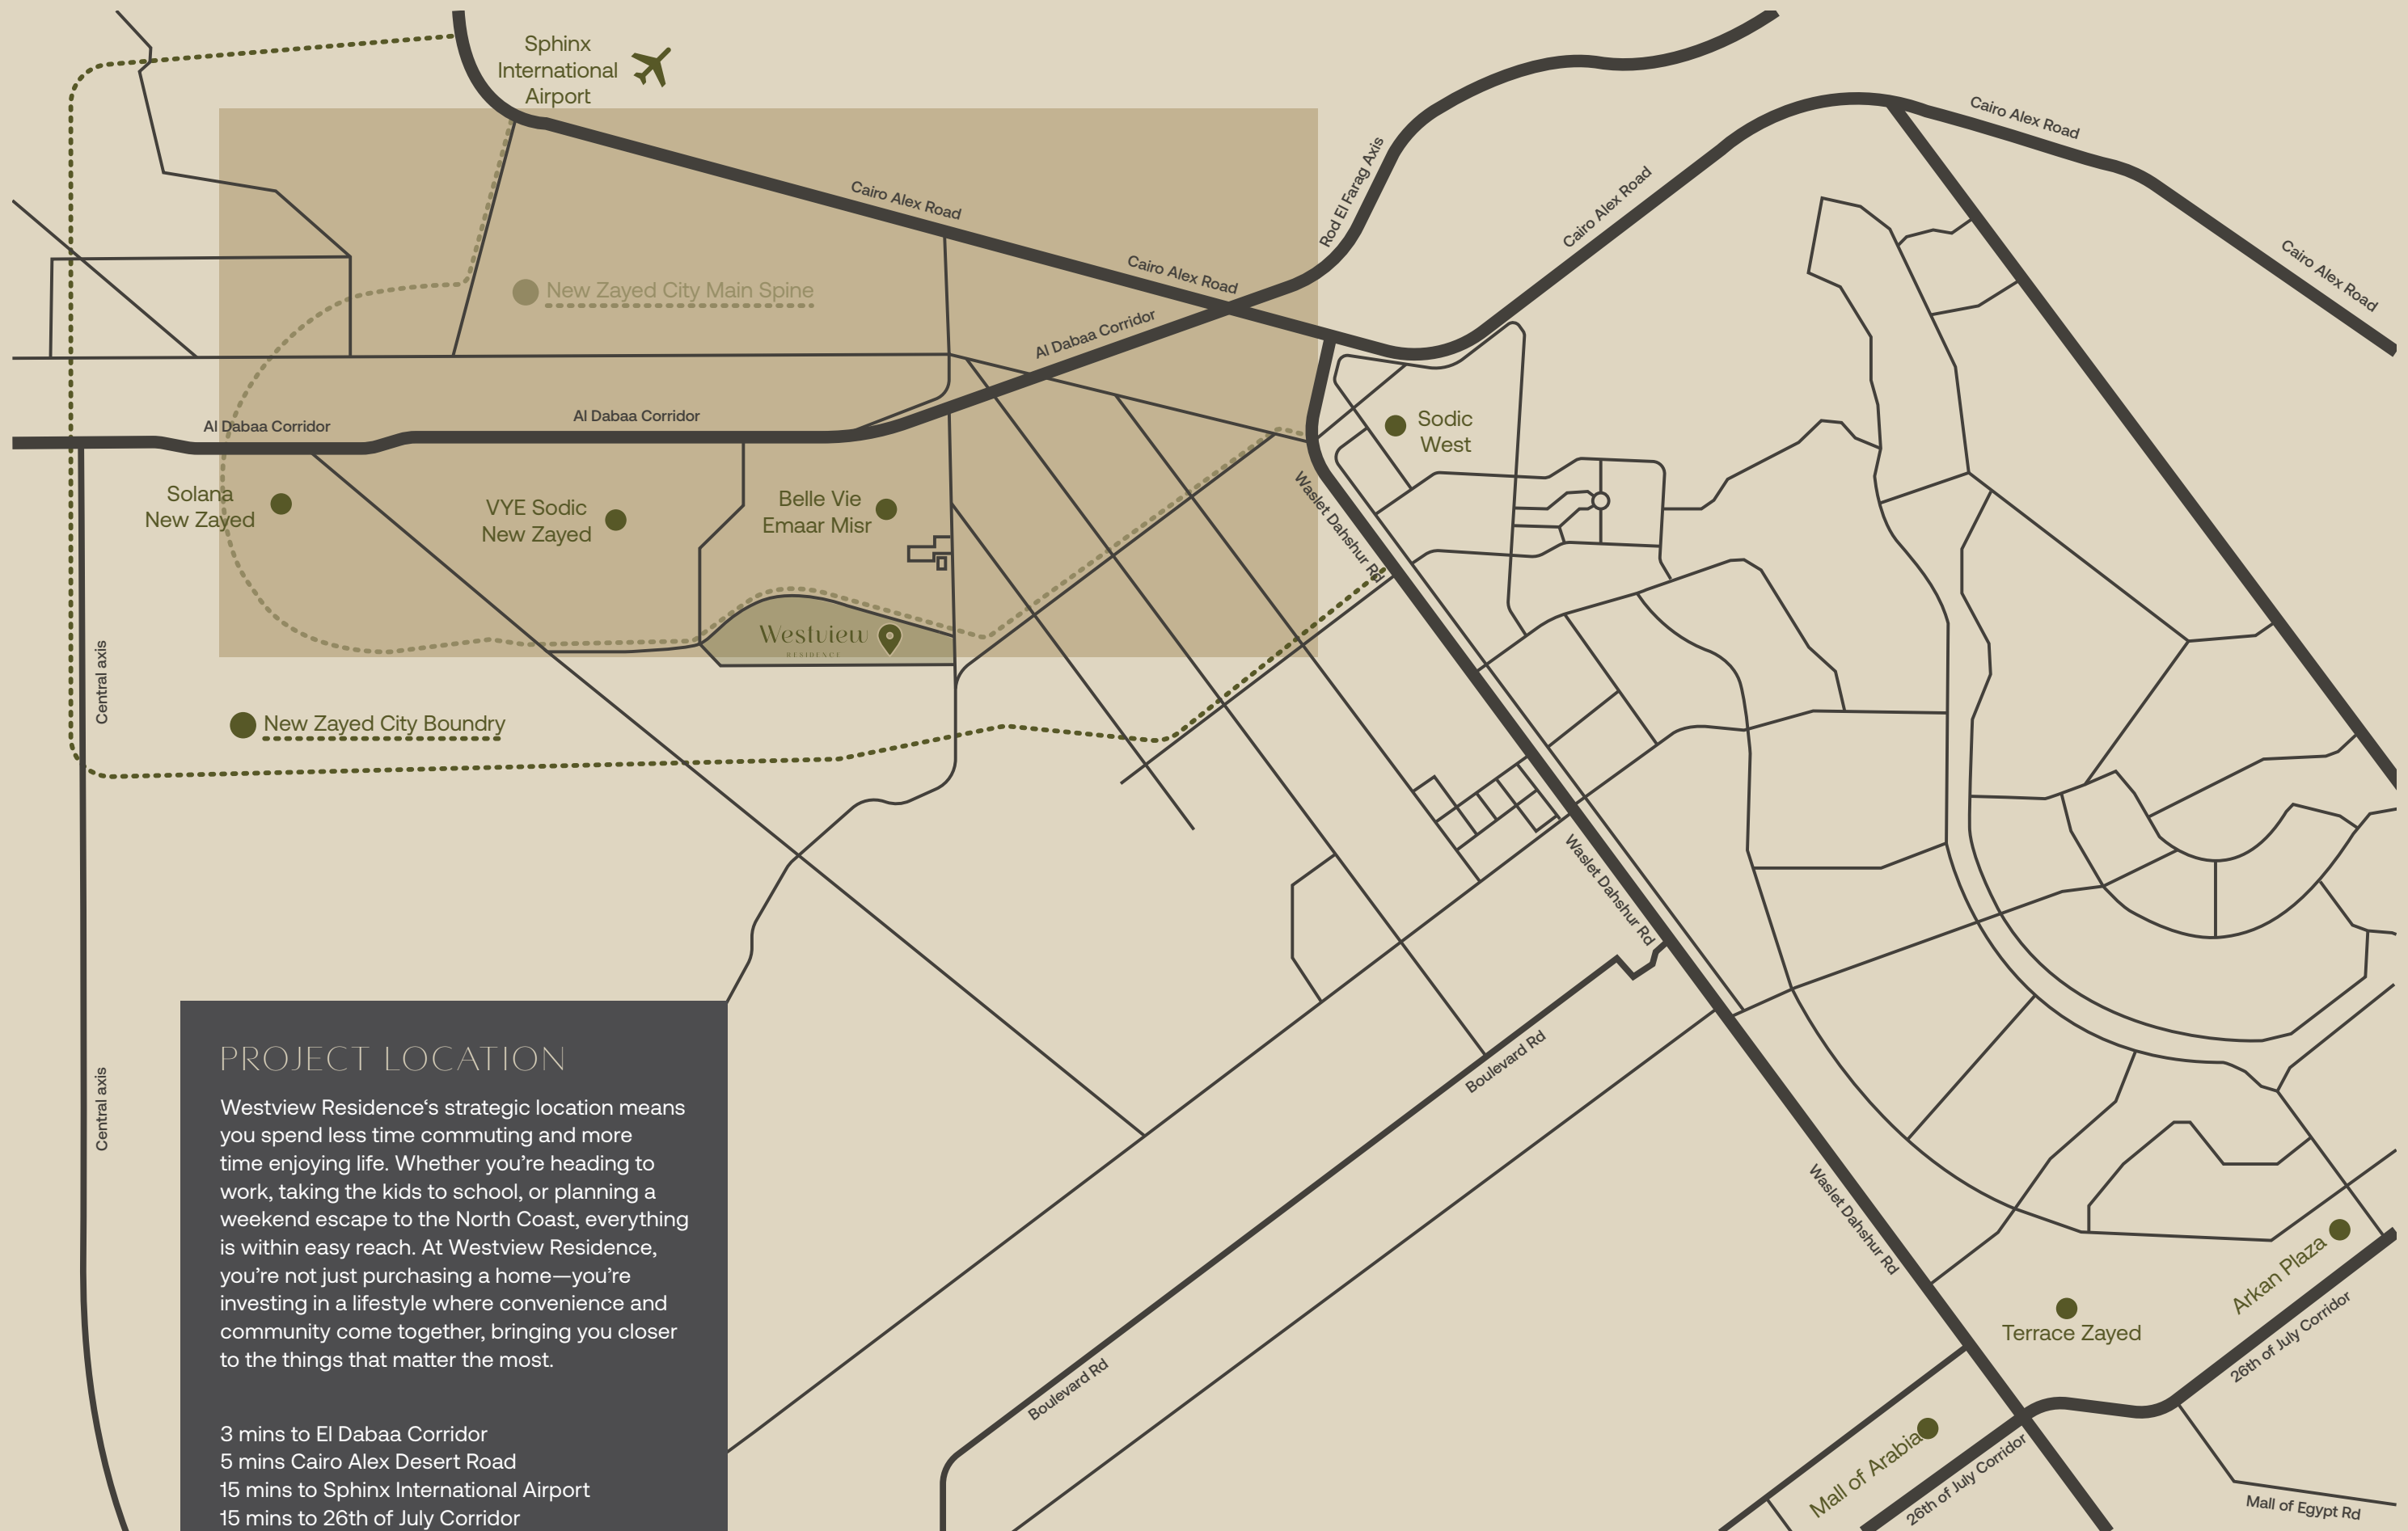 Sphinx
International
Airport
Cairo Alex Road
Cairo Alex Road
Rod El Farag Axis
Cairo Alex Road
Cairo Alex Road
Cairo Alex Road
New Zayed City Main Spine
Al Dabaa Corridor
Al Dabaa Corridor
Al Dabaa Corridor
Sodic
West
Solana
New Zayed
VYE Sodic
New Zayed
Belle Vie
Emaar Misr
Waslet Dahshur Rd
Westview
RESIDENCE
Central axis
New Zayed City Boundry
Waslet Dahshur Rd
Central axis
Boulevard Rd
Waslet Dahshur Rd
Boulevard Rd
Arkan Plaza
Terrace Zayed
26th of July Corridor
Mall of Arabia
26th of July Corridor
Mall of Egypt Rd
PROJECT LOCATION
Westview Residence‘s strategic location means
you spend less time commuting and more
time enjoying life. Whether you’re heading to
work, taking the kids to school, or planning a
weekend escape to the North Coast, everything
is within easy reach. At Westview Residence,
you’re not just purchasing a home—you’re
investing in a lifestyle where convenience and
community come together, bringing you closer
to the things that matter the most.
3 mins to El Dabaa Corridor
5 mins Cairo Alex Desert Road
15 mins to Sphinx International Airport
15 mins to 26th of July Corridor